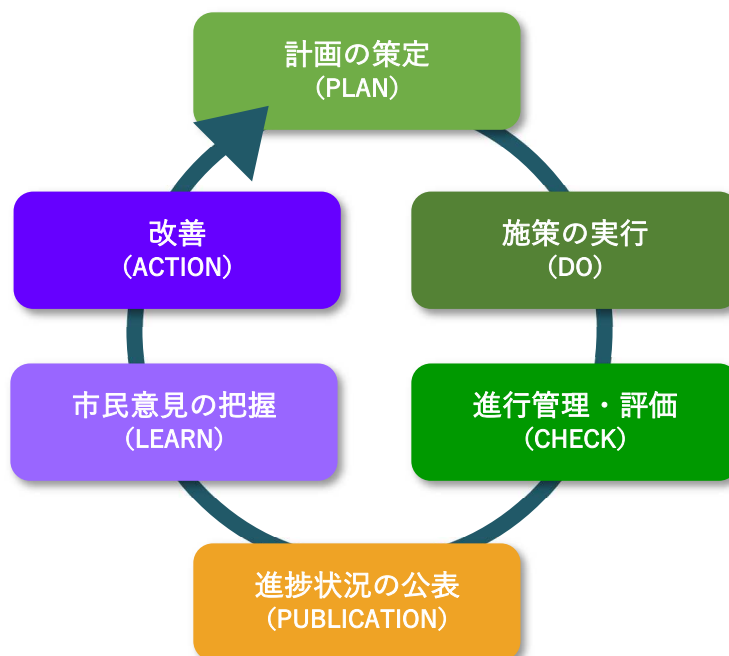 計画の策定
（PLAN）
施策の実行
（DO）
進行管理・評価
（CHECK）
進捗状況の公表
（PUBLICATION）
市民意見の把握
（LEARN）
改善
（ACTION）